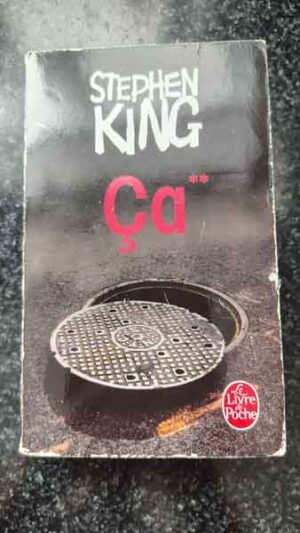 STEPHEN
KING
Ça**
Le
Livre
de
Poche